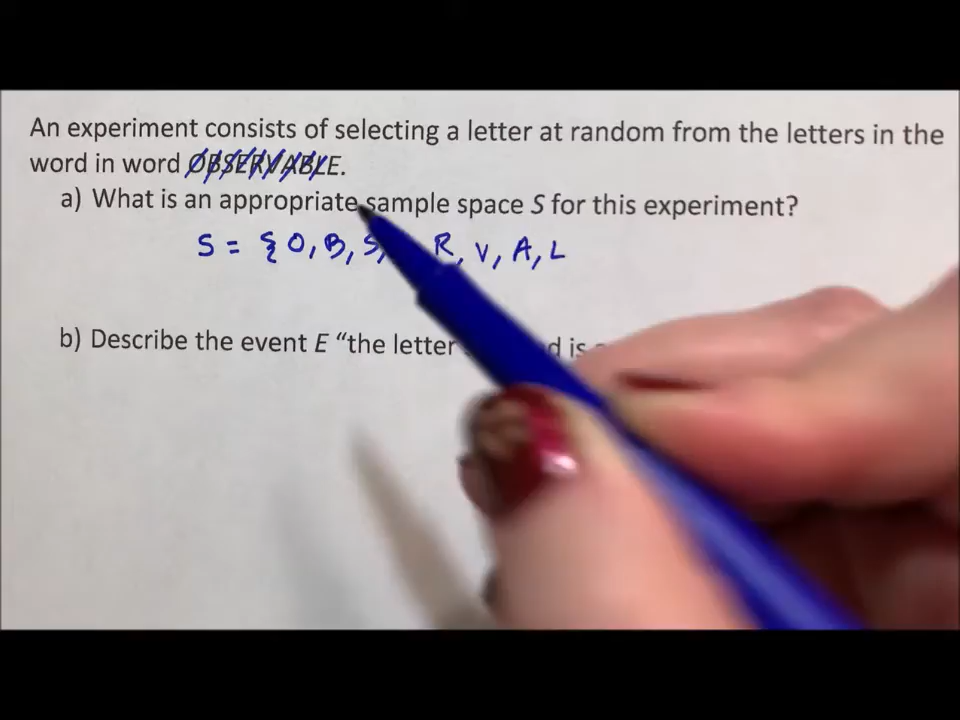 An experiment consists of selecting a letter at random from the letters in the
word in word OBSERVABLE.
a) What is an appropriate sample space S for this experiment?
S = { O, B, S, R, V, A, L
b) Describe the event E “the letter is